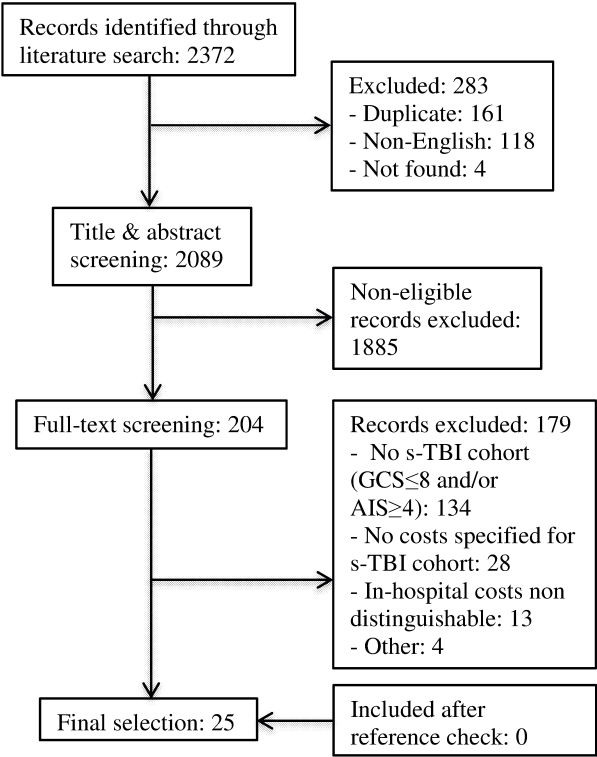 Records identified through
literature search: 2372
Excluded: 283
- Duplicate: 161
- Non-English: 118
- Not found: 4
Title & abstract
screening: 2089
Non-eligible
records excluded:
1885
Full-text screening: 204
Records excluded: 179
- No s-TBI cohort
(GCS≤8 and/or
AIS≥4): 134
- No costs specified for
s-TBI cohort: 28
- In-hospital costs non
distinguishable: 13
- Other: 4
Final selection: 25
Included after
reference check: 0